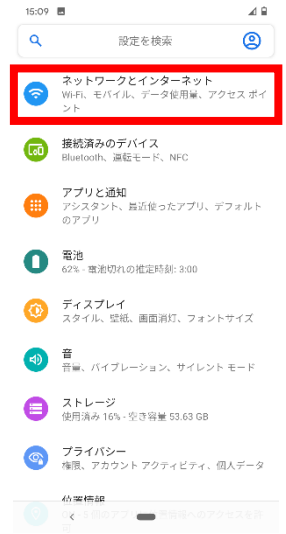 15:09
設定を検索
ネットワークとインターネット
Wi-Fi、モバイル、データ使用量、アクセス ポイ
ント
接続済みのデバイス
Bluetooth、運転モード、NFC
アプリと通知
アシスタント、最近使ったアプリ、デフォルト
のアプリ
電池
62% - 電池切れの推定時刻: 3:00
ディスプレイ
スタイル、壁紙、画面消灯、フォントサイズ
音
音量、バイブレーション、サイレント モード
ストレージ
使用済み 16% - 空き容量 53.63 GB
プライバシー
権限、アカウント アクティビティ、個人データ
位置情報